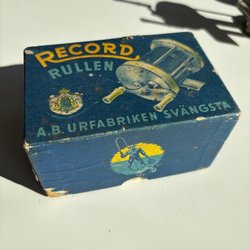 RECORD
RULLEN
A.B. URFABRIKEN SVÄNGSTA